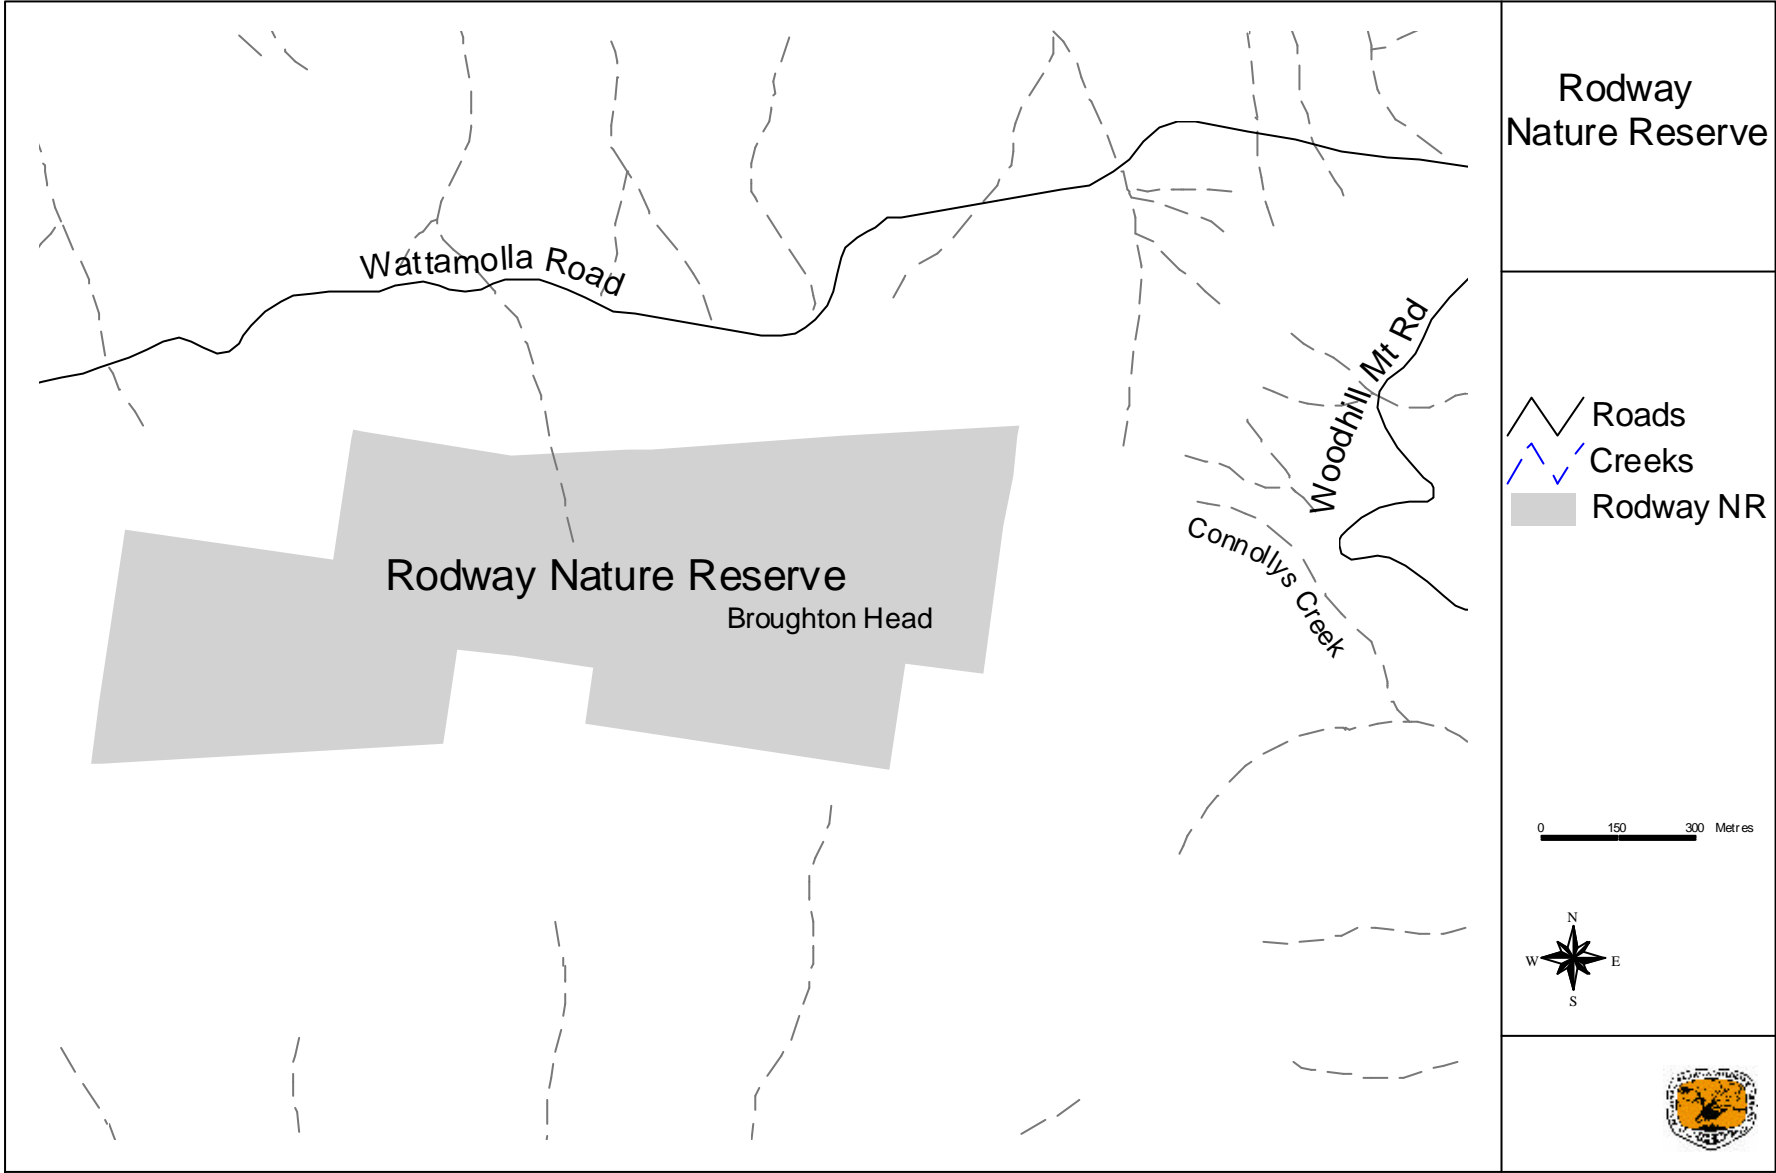 Rodway
Nature Reserve
Wattamolla Road
Woodhill Mt Rd
Roads
Creeks
Rodway NR
Connollys Creek
Rodway Nature Reserve
Broughton Head
0 150 300 Metres
N
W E
S